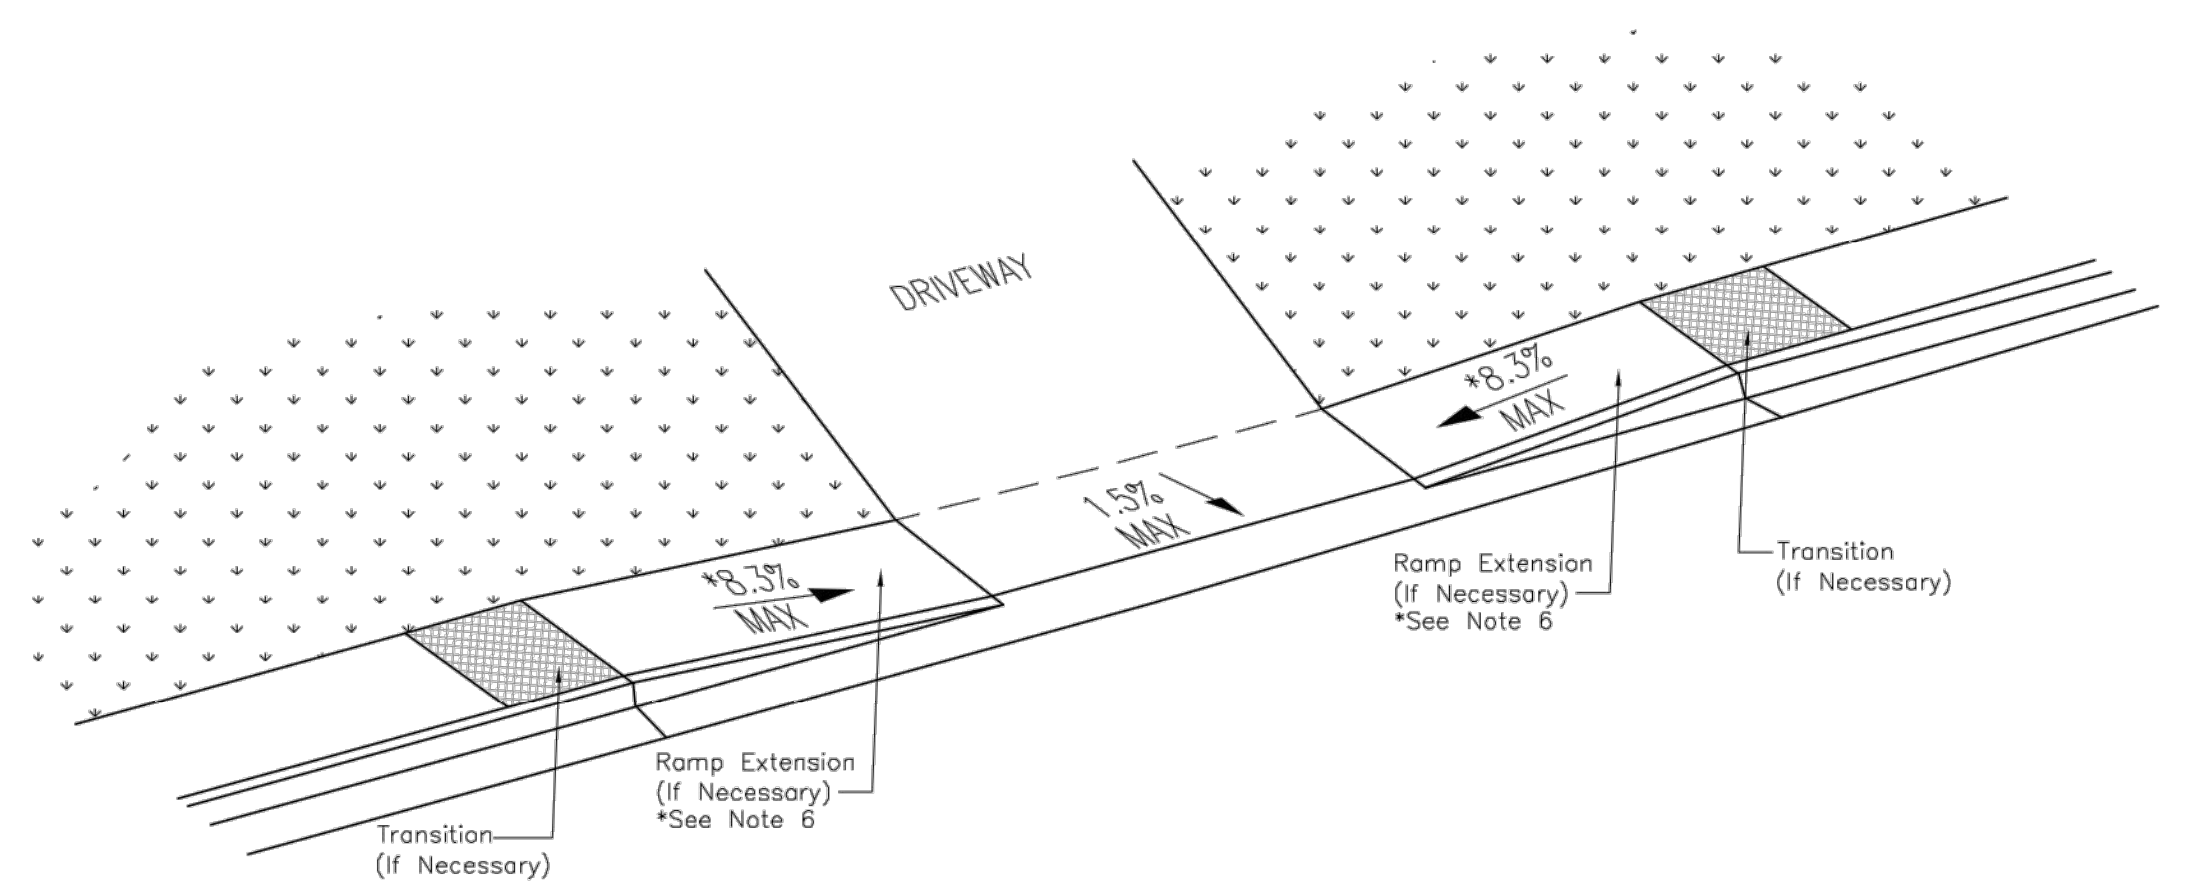 DRIVEWAY
*8.3%
MAX
1.5%
MAX
Ramp Extension
(If Necessary)
*See Note 6
Transition
(If Necessary)
*8.3%
MAX
Ramp Extension
(If Necessary)
*See Note 6
Transition
(If Necessary)